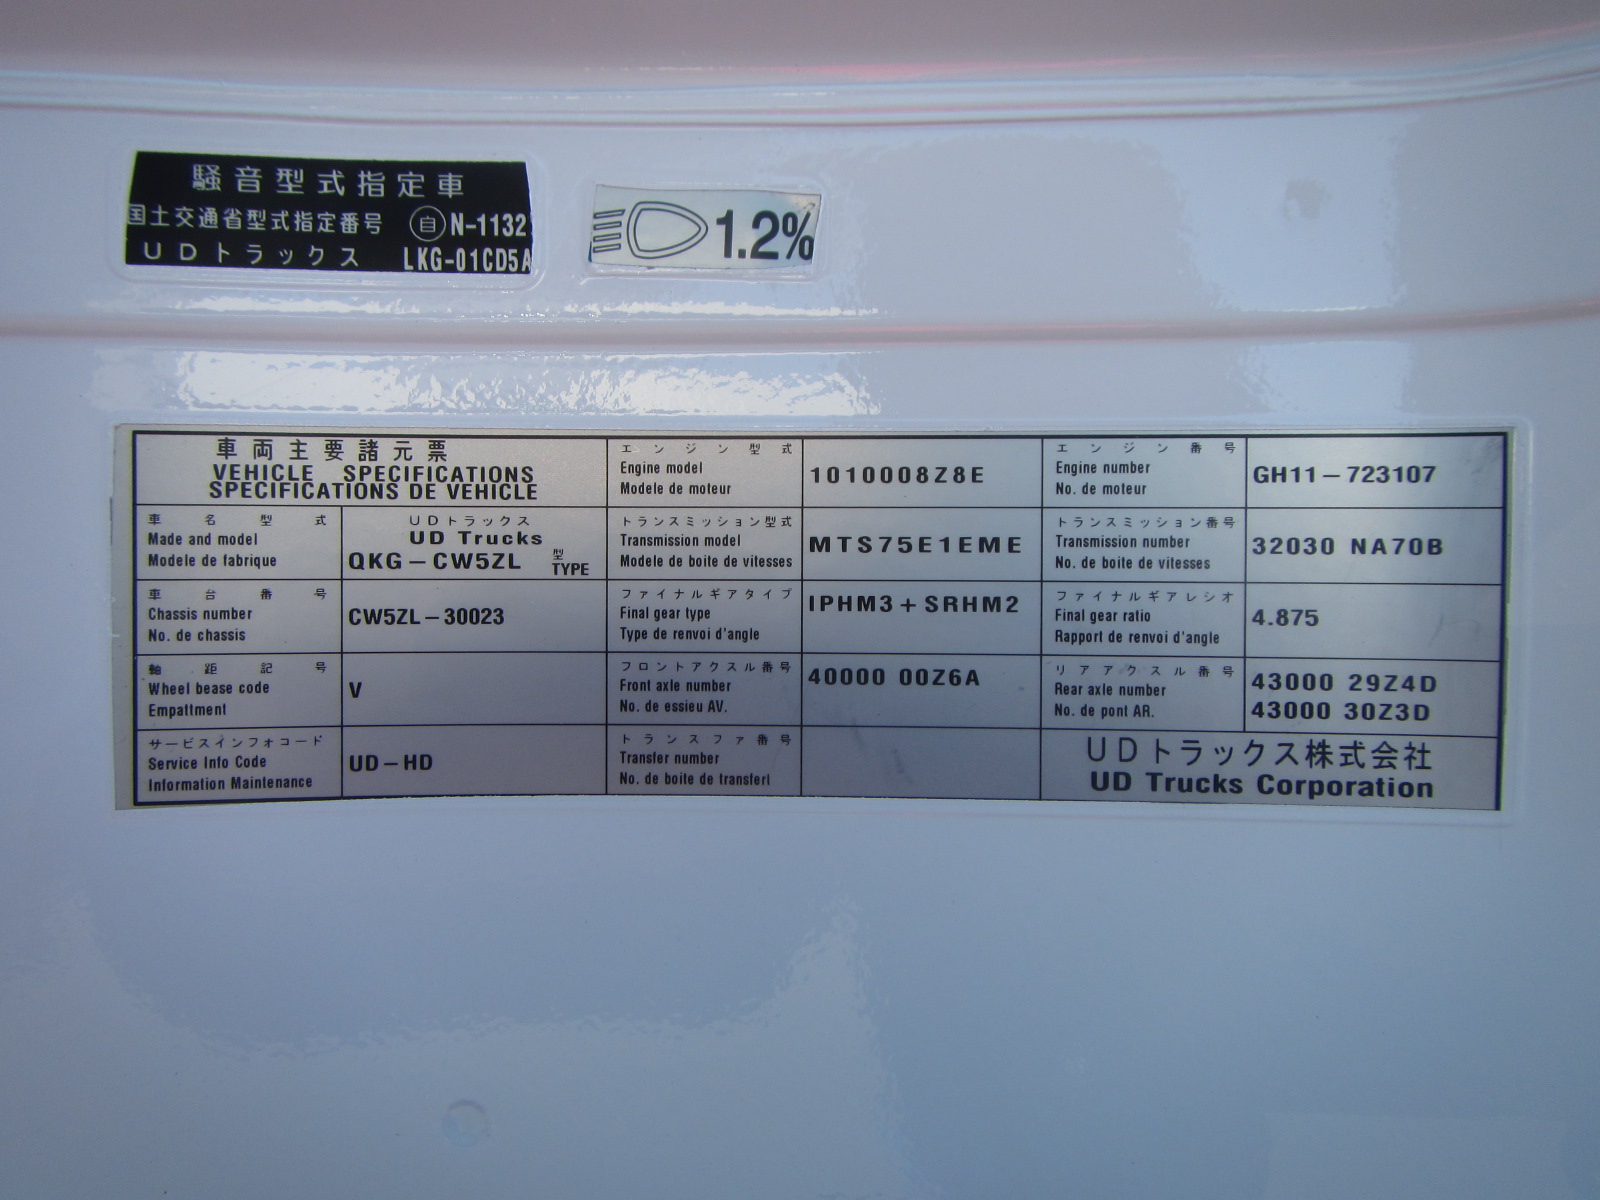 騒音型式指定車
国土交通省型式指定番号 自 N-1132
UDトラックス LKG-01CD5A
1.2%
車両主要諸元票
VEHICLE SPECIFICATIONS
SPECIFICATIONS DE VEHICLE
エンジン型式
Engine model
Modele de moteur
1010008Z8E
エンジン番号
Engine number
No. de moteur
GH11-723107
車名型式
Made and model
Modele de fabrique
UDトラックス
UD Trucks
QKG-CW5ZL 型 TYPE
トランスミッション型式
Transmission model
Modele de boite de vitesses
MTS75E1EME
トランスミッション番号
Transmission number
No. de boite de vitesses
32030 NA70B
車台番号
Chassis number
No. de chassis
CW5ZL-30023
ファイナルギアタイプ
Final gear type
Type de renvoi d'angle
IPHM3+SRHM2
ファイナルギアレシオ
Final gear ratio
Rapport de renvoi d'angle
4.875
軸距記号
Wheel bease code
Empattment
V
フロントアクスル番号
Front axle number
No. de essieu AV.
40000 00Z6A
リアアクスル番号
Rear axle number
No. de pont AR.
43000 29Z4D
43000 30Z3D
サービスインフォコード
Service Info Code
Information Maintenance
UD-HD
トランスファ番号
Transfer number
No. de boite de transfert
UDトラックス株式会社
UD Trucks Corporation